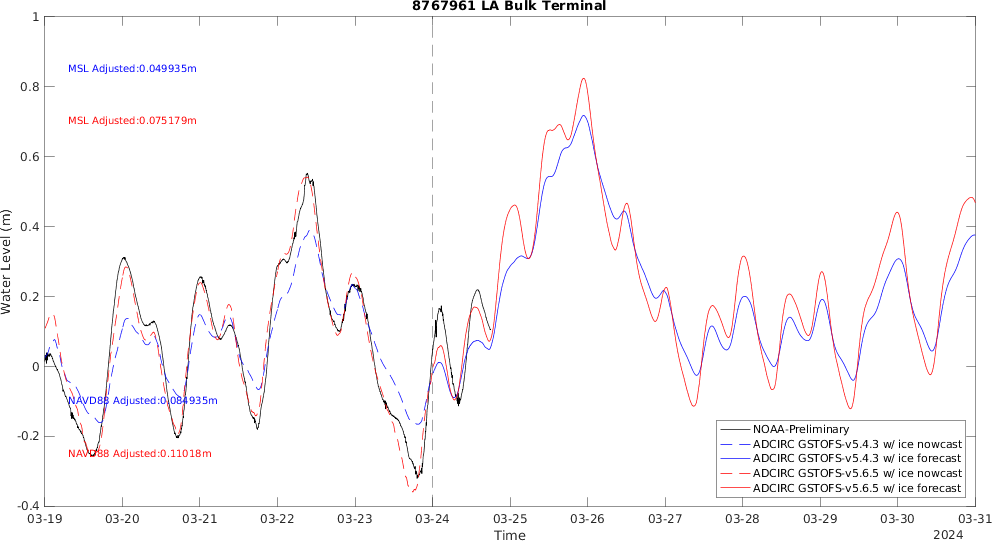 8767961 LA Bulk Terminal
1
0.8
0.6
0.4
0.2
0
-0.2
-0.4
Water Level (m)
MSL Adjusted:0.049935m
MSL Adjusted:0.075179m
NAVD88 Adjusted:0.084935m
NAVD88 Adjusted:0.11018m
NOAA-Preliminary
ADCIRC GSTOFS-v5.4.3 w/ ice nowcast
ADCIRC GSTOFS-v5.4.3 w/ ice forecast
ADCIRC GSTOFS-v5.6.5 w/ ice nowcast
ADCIRC GSTOFS-v5.6.5 w/ ice forecast
03-19 03-20 03-21 03-22 03-23 03-24 03-25 03-26 03-27 03-28 03-29 03-30 03-31
Time
2024